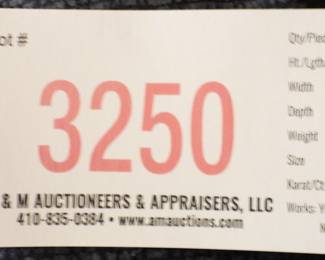 ot #
3250
& M AUCTIONEERS & APPRAISERS, LLC
410-835-0384 • www.amauctions.com
Qty/Piec
Ht./Lgth
Width
Depth
Weight
Size
Karat/Ct
Works: Y
N